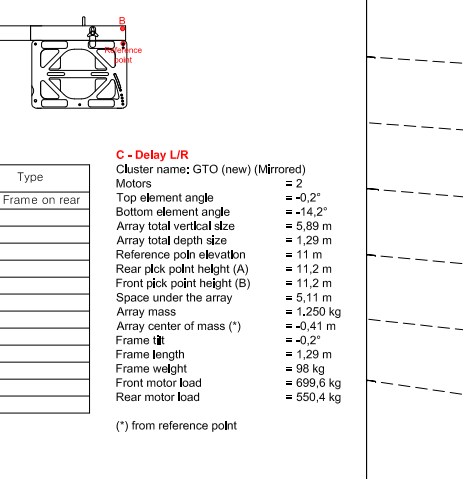 B
Reference
point
Type
Frame on rear
C - Delay L/R
Cluster name: GTO (new) (Mirrored)
Motors = 2
Top element angle = -0,2°
Bottom element angle = -14,2°
Array total vertical size = 5,89 m
Array total depth size = 1,29 m
Reference poin elevation = 11 m
Rear pick point height (A) = 11,2 m
Front pick point height (B) = 11,2 m
Space under the array = 5,11 m
Array mass = 1.250 kg
Array center of mass (*) = -0,41 m
Frame tilt = -0,2°
Frame length = 1,29 m
Frame weight = 98 kg
Front motor load = 699,6 kg
Rear motor load = 550,4 kg
(*) from reference point